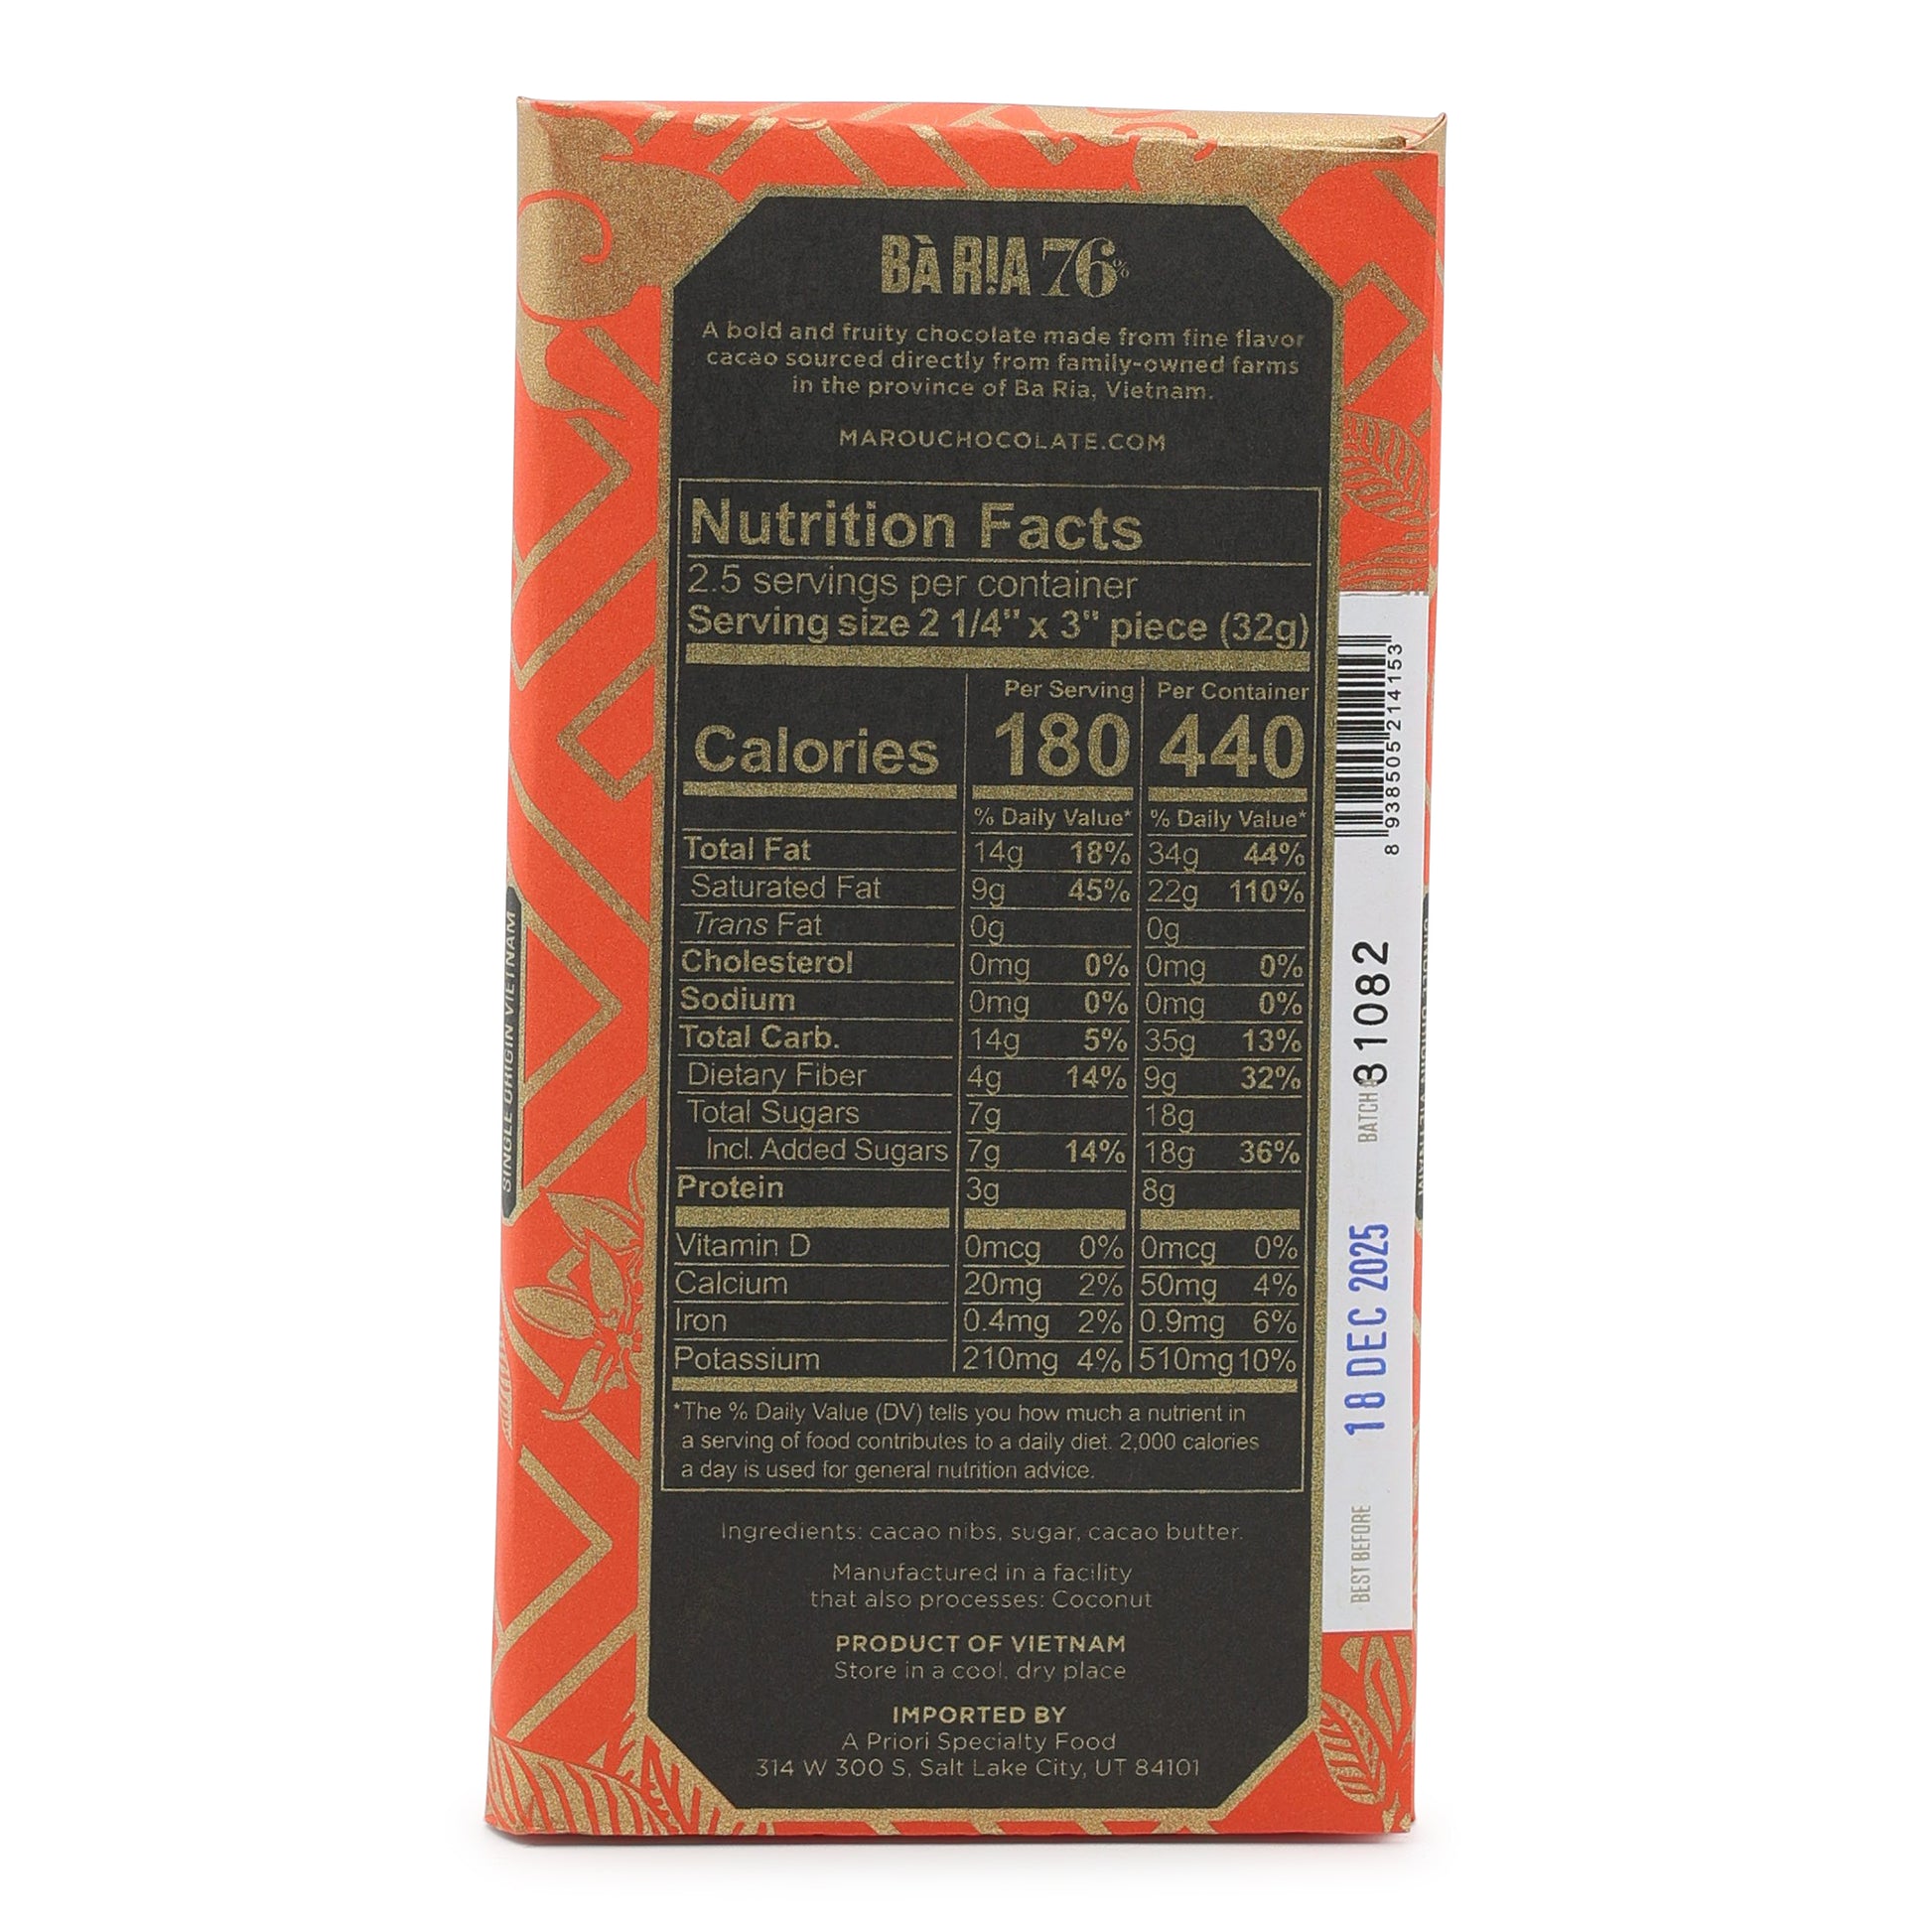 BÀ RỊA 76%
A bold and fruity chocolate made from fine flavor
cacao sourced directly from family-owned farms
in the province of Ba Ria, Vietnam.
MAROUCHOCOLATE.COM
Nutrition Facts
2.5 servings per container
Serving size 2 1/4" x 3" piece (32g)
Per Serving Per Container
Calories 180 440
% Daily Value* % Daily Value*
Total Fat 14g 18% 34g 44%
Saturated Fat 9g 45% 22g 110%
Trans Fat 0g 0g
Cholesterol 0mg 0% 0mg 0%
Sodium 0mg 0% 0mg 0%
Total Carb. 14g 5% 35g 13%
Dietary Fiber 4g 14% 9g 32%
Total Sugars 7g 18g
Incl. Added Sugars 7g 14% 18g 36%
Protein 3g 8g
Vitamin D 0mcg 0% 0mcg 0%
Calcium 20mg 2% 50mg 4%
Iron 0.4mg 2% 0.9mg 6%
Potassium 210mg 4% 510mg 10%
*The % Daily Value (DV) tells you how much a nutrient in
a serving of food contributes to a daily diet. 2,000 calories
a day is used for general nutrition advice.
Ingredients: cacao nibs, sugar, cacao butter.
Manufactured in a facility
that also processes: Coconut
PRODUCT OF VIETNAM
Store in a cool, dry place
IMPORTED BY
A Priori Specialty Food
314 W 300 S, Salt Lake City, UT 84101
SINGLE ORIGIN VIETNAM
8 938505 214153
BATCH 31082
BEST BEFORE 18 DEC 2025